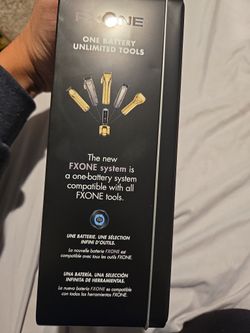 FXONE
ONE BATTERY
UNLIMITED TOOLS
The new
FXONE system is
a one-battery system
compatible with all
FXONE tools.
UNE BATTERIE. UNE SÉLECTION
INFINI D'OUTILS.
La nouvelle batterie FXONE est
compatible avec tous les outils FXONE.
UNA BATERÍA. UNA SELECCIÓN
INFINITA DE HERRAMIENTAS.
La nueva batería FXONE es compatible
con todas las herramientas FXONE.